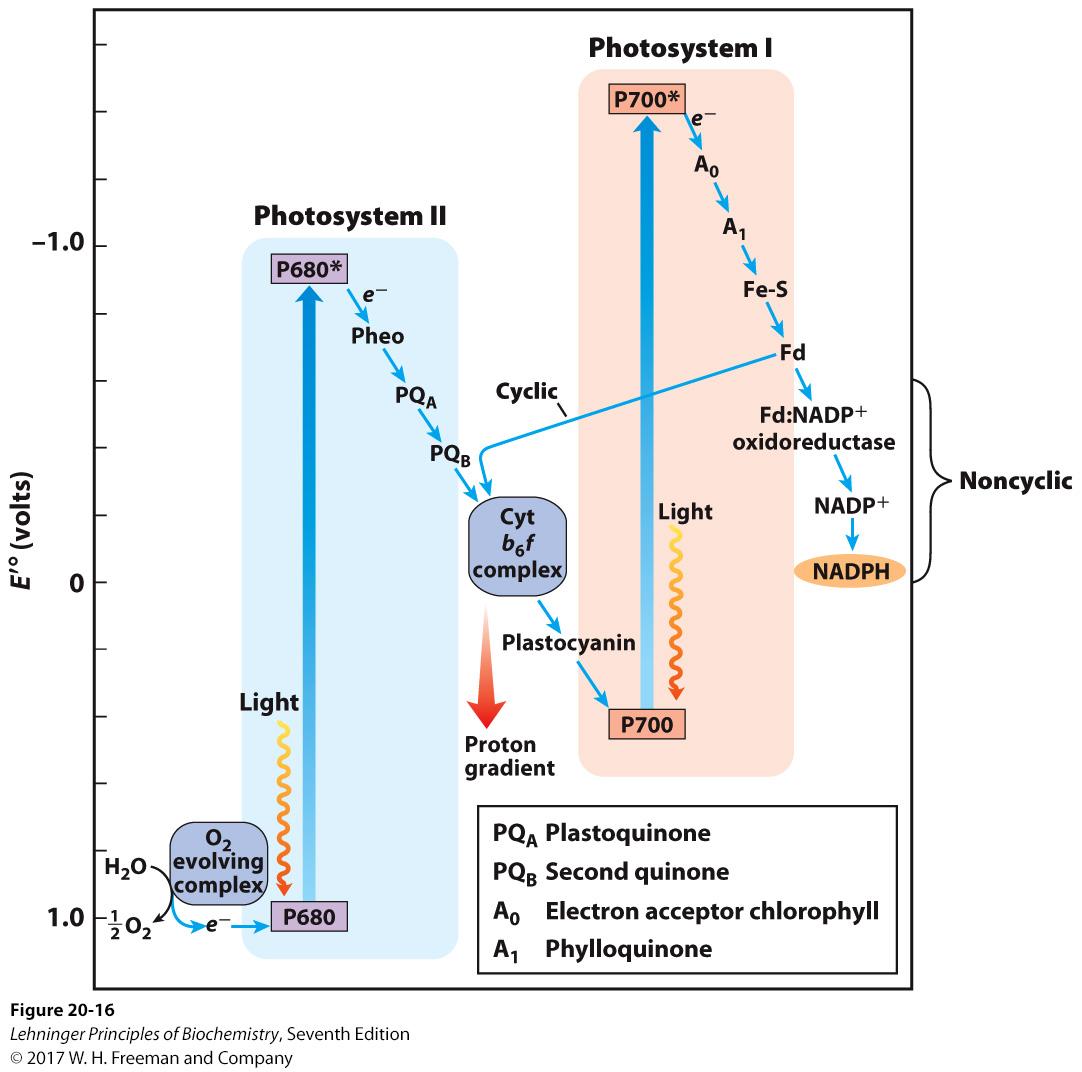 Photosystem I
P700*
e⁻
A₀
A₁
Fe-S
Fd
Photosystem II
–1.0
P680*
e⁻
Pheo
PQ_A
PQ_B
Cyclic
Fd:NADP⁺
oxidoreductase
NADP⁺
NADPH
Noncyclic
Cyt
b₆f
complex
Light
E′° (volts)
0
Plastocyanin
P700
Proton
gradient
Light
O₂
evolving
complex
H₂O
½O₂
e⁻
P680
1.0
PQ_A Plastoquinone
PQ_B Second quinone
A₀ Electron acceptor chlorophyll
A₁ Phylloquinone
Figure 20-16
Lehninger Principles of Biochemistry, Seventh Edition
© 2017 W. H. Freeman and Company